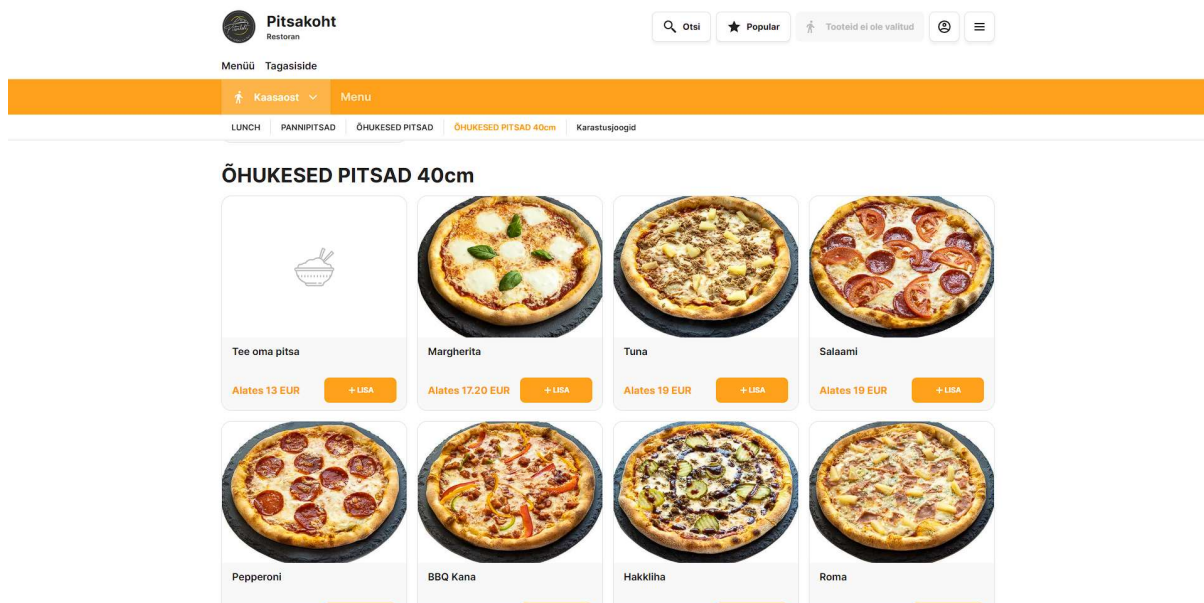 Pitsakoht
Restoran
Otsi
Popular
Tooteid ei ole valitud
Menüü Tagasiside
Kaasaost Menu
LUNCH PANNIPITSAD ÕHUKESED PITSAD ÕHUKESED PITSAD 40cm Karastusjoogid
ÕHUKESED PITSAD 40cm
Tee oma pitsa
Alates 13 EUR + LISA
Margherita
Alates 17.20 EUR + LISA
Tuna
Alates 19 EUR + LISA
Salaami
Alates 19 EUR + LISA
Pepperoni
BBQ Kana
Hakkliha
Roma